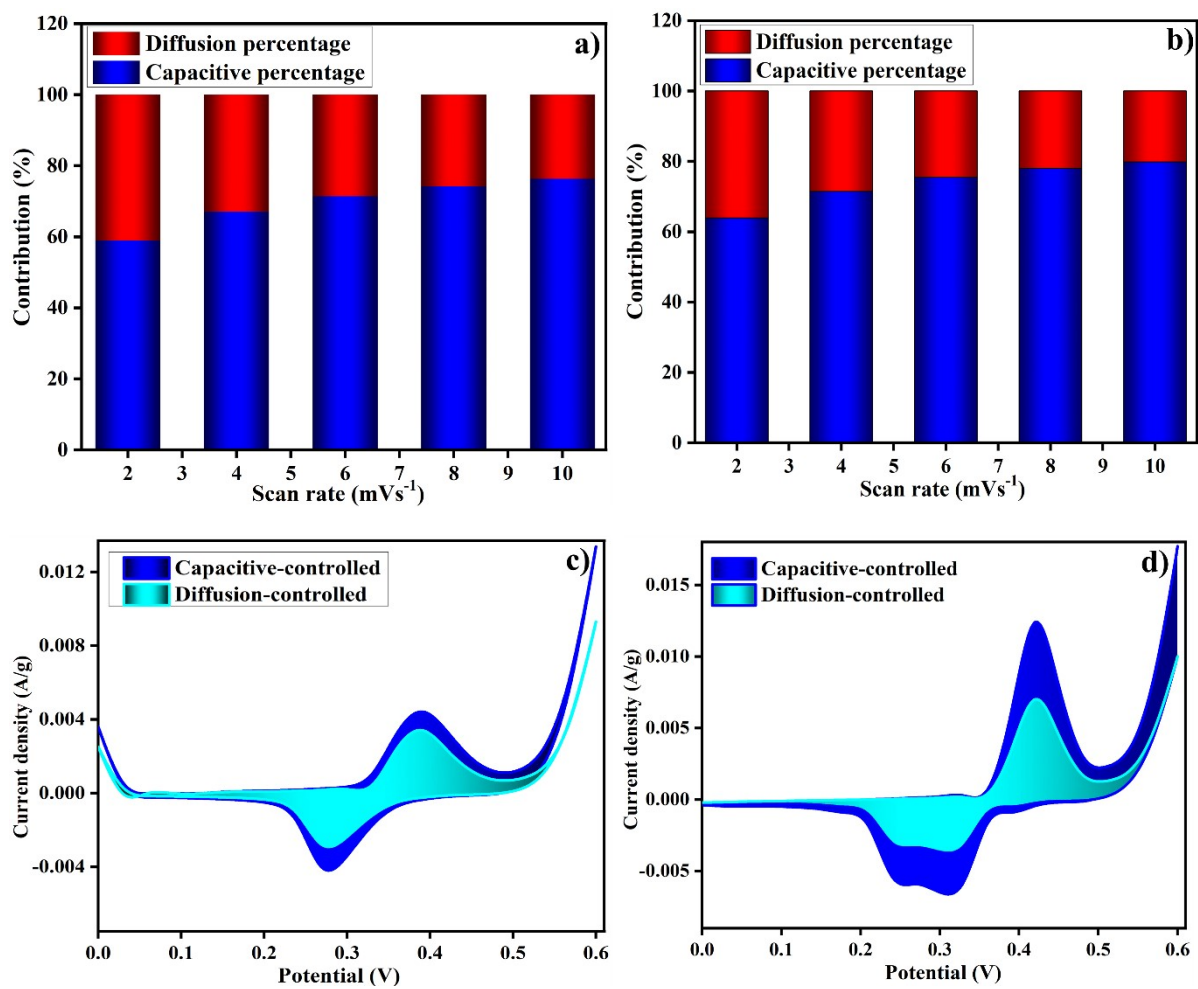 a)
Diffusion percentage
Capacitive percentage
Contribution (%)
120
100
80
60
40
20
0
2 3 4 5 6 7 8 9 10
Scan rate (mVs⁻¹)
b)
Diffusion percentage
Capacitive percentage
Contribution (%)
120
100
80
60
40
20
0
2 3 4 5 6 7 8 9 10
Scan rate (mVs⁻¹)
c)
Capacitive-controlled
Diffusion-controlled
Current density (A/g)
0.012
0.008
0.004
0.000
-0.004
0.0 0.1 0.2 0.3 0.4 0.5 0.6
Potential (V)
d)
Capacitive-controlled
Diffusion-controlled
Current density (A/g)
0.015
0.010
0.005
0.000
-0.005
0.0 0.1 0.2 0.3 0.4 0.5 0.6
Potential (V)